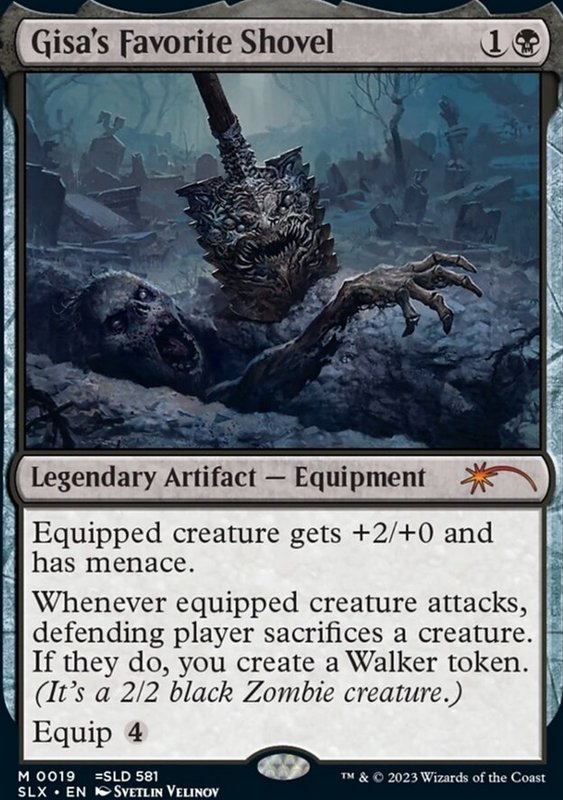 Gisa's Favorite Shovel 1
Legendary Artifact — Equipment
Equipped creature gets +2/+0 and
has menace.
Whenever equipped creature attacks,
defending player sacrifices a creature.
If they do, you create a Walker token.
(It's a 2/2 black Zombie creature.)
Equip 4
M 0019 =SLD 581
SLX • EN Svetlin Velinov
™ & © 2023 Wizards of the Coast